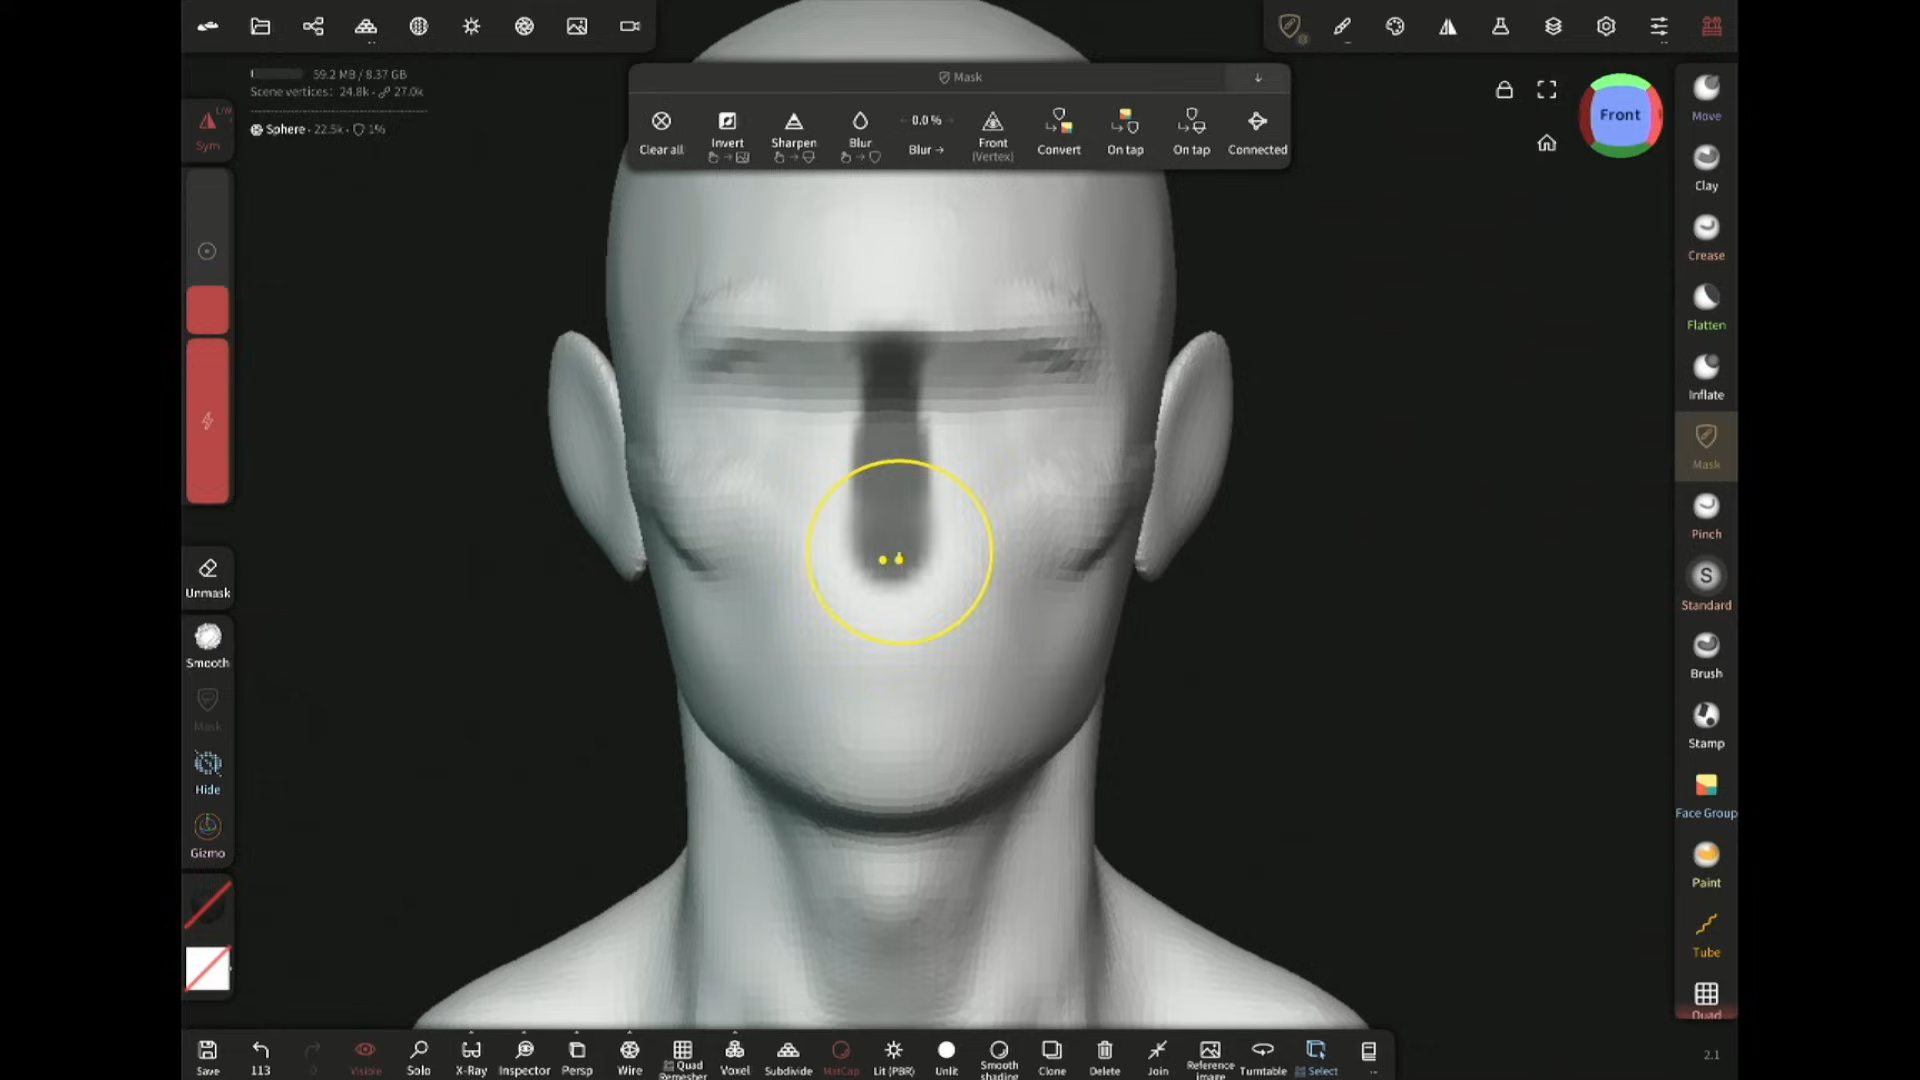 59.2 MB / 8.37 GB
Scene vertices: 24.8k · 27.0k
Sphere · 22.5k · 1%
L/W
Sym
Mask
Clear all
Invert
Sharpen
Blur
0.0 %
Blur →
Front
(Vertex)
Convert
On tap
On tap
Connected
Front
Move
Clay
Crease
Flatten
Inflate
Mask
Pinch
S
Standard
Brush
Stamp
Face Group
Paint
Tube
Quad
Unmask
Smooth
Mask
Hide
Gizmo
Save
113
0
Visible
Solo
X-Ray
Inspector
Persp
Wire
Quad
Remesher
Voxel
Subdivide
MatCap
Lit (PBR)
Unlit
Smooth
shading
Clone
Delete
Join
Reference
image
Turntable
Select
...
2.1